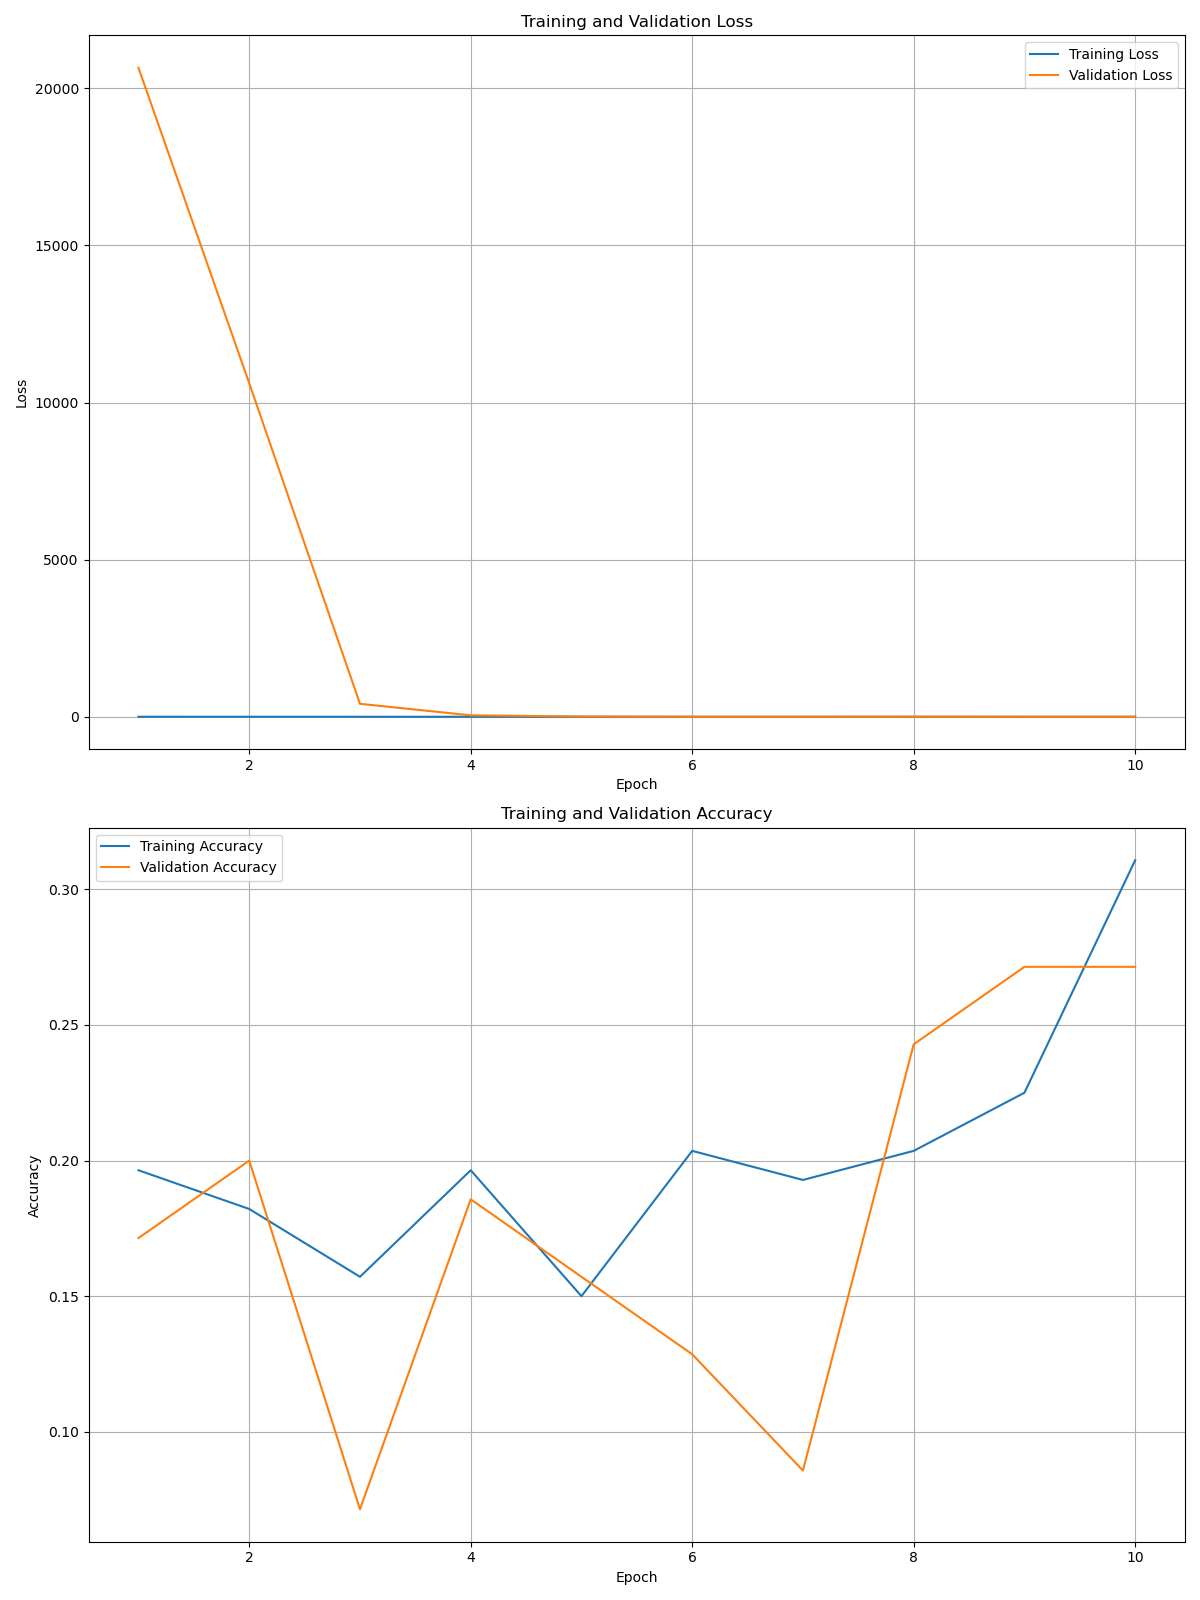 Training and Validation Loss
Training Loss
Validation Loss
20000
15000
10000
5000
0
Loss
2 4 6 8 10
Epoch
Training and Validation Accuracy
Training Accuracy
Validation Accuracy
0.30
0.25
0.20
0.15
0.10
Accuracy
2 4 6 8 10
Epoch